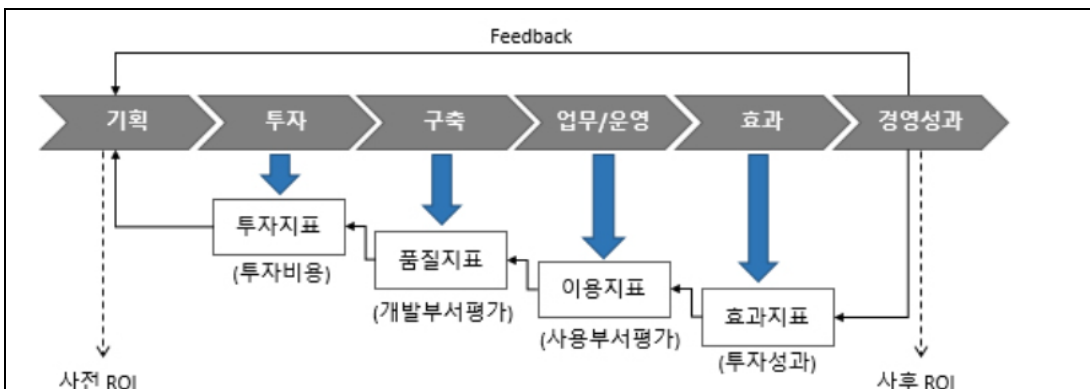 Feedback
기획 투자 구축 업무/운영 효과 경영성과
투자지표
(투자비용)
품질지표
(개발부서평가)
이용지표
(사용부서평가)
효과지표
(투자성과)
사전 ROI
사후 ROI